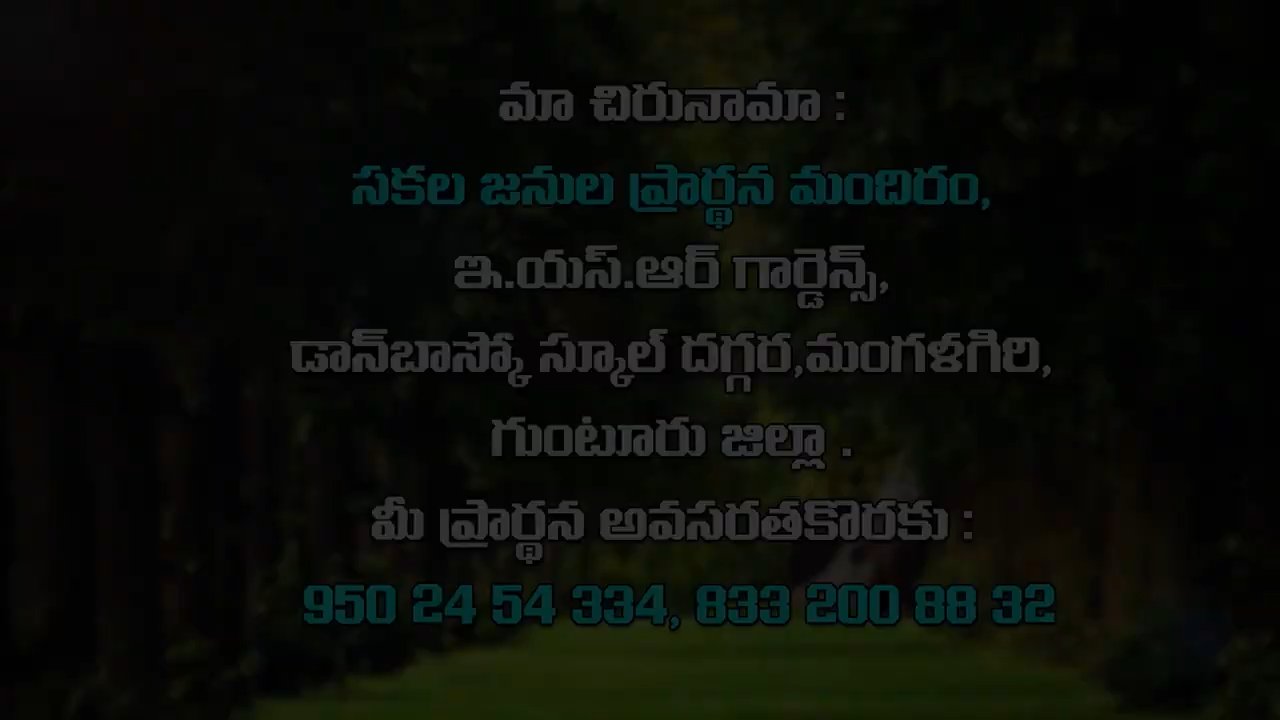 మా చిరునామా :
సకల జనుల ప్రార్థన మందిరం,
ఇ.యస్.ఆర్ గార్డెన్స్,
డాన్‌బాస్కో స్కూల్ దగ్గర,మంగళగిరి,
గుంటూరు జిల్లా .
మీ ప్రార్థన అవసరతకొరకు :
950 24 54 334, 833 200 88 32